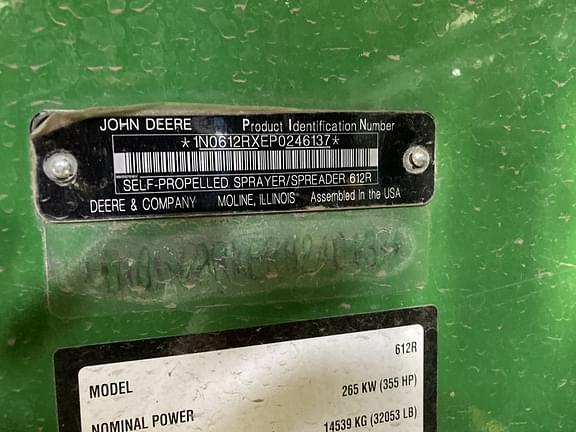 JOHN DEERE Product Identification Number
*1N0612RXEP0246137*
SELF-PROPELLED SPRAYER/SPREADER 612R
DEERE & COMPANY MOLINE, ILLINOIS Assembled In the USA
612R
MODEL 265 KW (355 HP)
NOMINAL POWER 14539 KG (32053 LB)